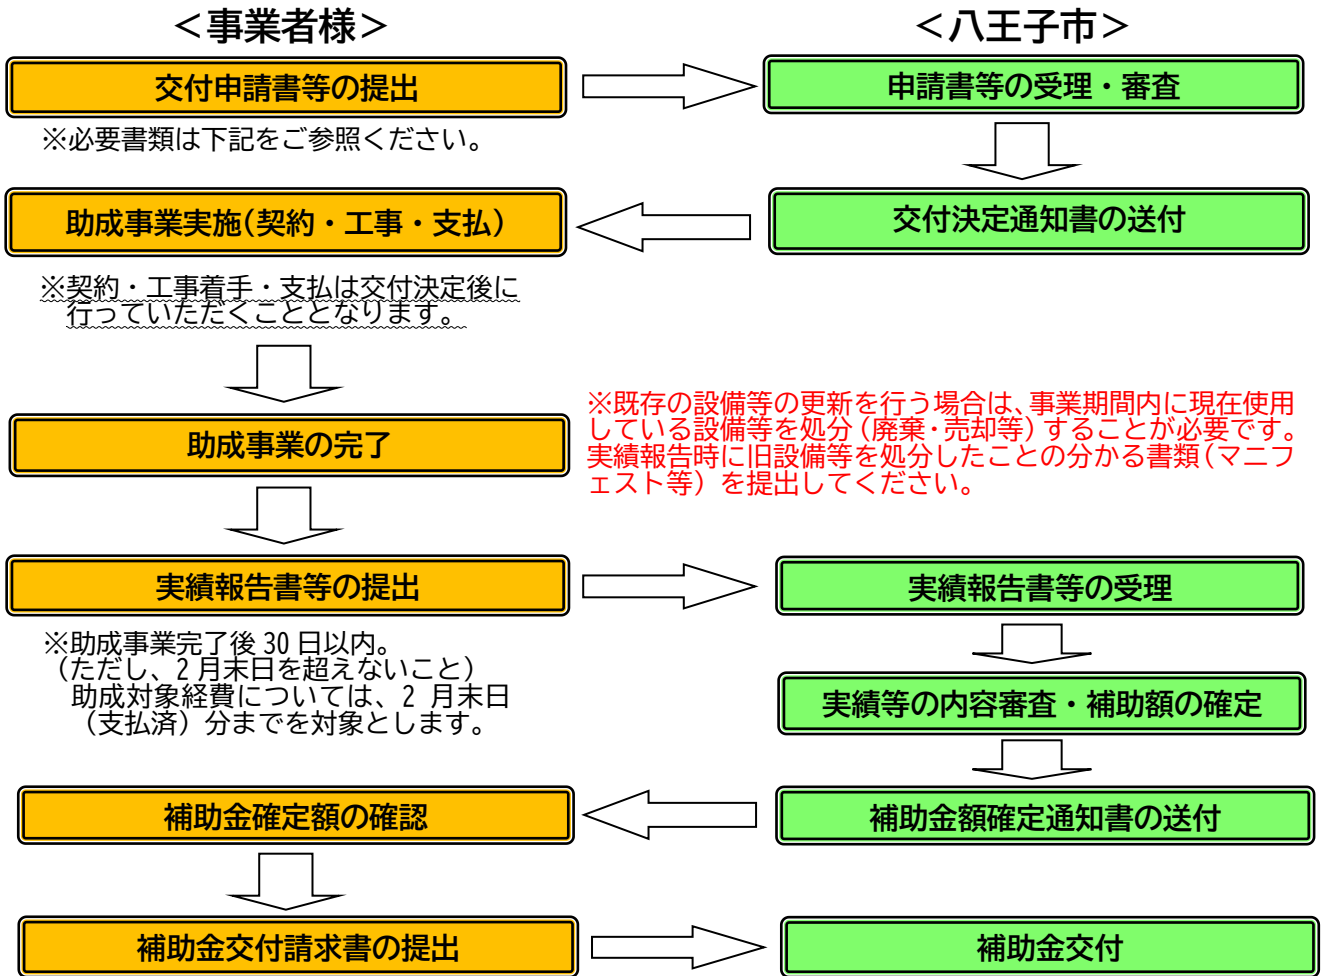 ＜事業者様＞
＜八王子市＞
交付申請書等の提出
申請書等の受理・審査
※必要書類は下記をご参照ください。
助成事業実施(契約・工事・支払)
交付決定通知書の送付
※契約・工事着手・支払は交付決定後に
行っていただくこととなります。
助成事業の完了
※既存の設備等の更新を行う場合は、事業期間内に現在使用
している設備等を処分(廃棄・売却等)することが必要です。
実績報告時に旧設備等を処分したことの分かる書類(マニフ
ェスト等)を提出してください。
実績報告書等の提出
実績報告書等の受理
※助成事業完了後 30 日以内。
(ただし、2 月末日を超えないこと)
助成対象経費については、2 月末日
(支払済)分までを対象とします。
実績等の内容審査・補助額の確定
補助金確定額の確認
補助金額確定通知書の送付
補助金交付請求書の提出
補助金交付